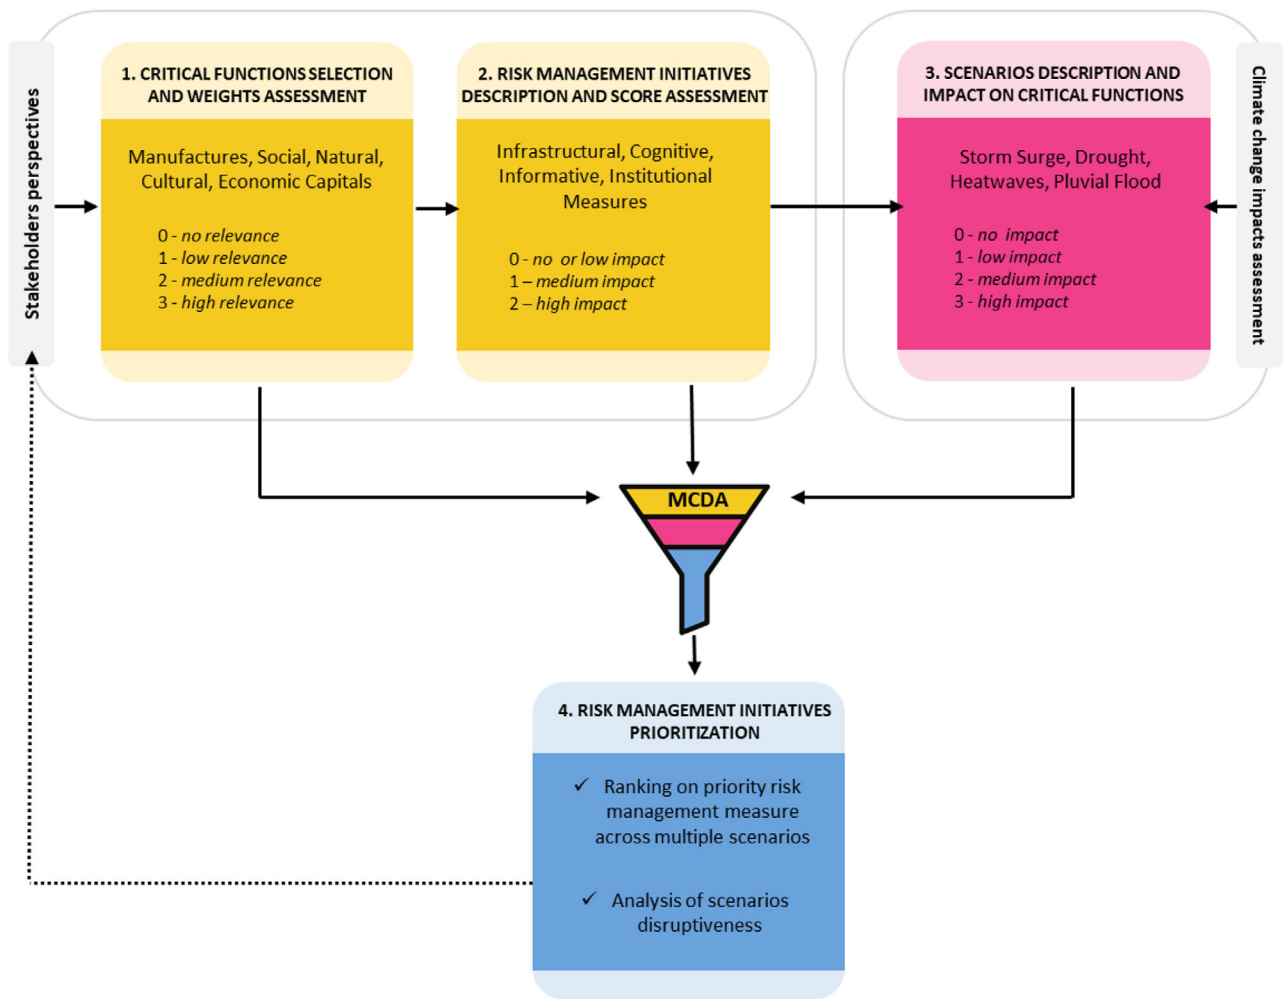 Stakeholders perspectives
1. CRITICAL FUNCTIONS SELECTION
AND WEIGHTS ASSESSMENT
Manufactures, Social, Natural,
Cultural, Economic Capitals
0 - no relevance
1 - low relevance
2 - medium relevance
3 - high relevance
2. RISK MANAGEMENT INITIATIVES
DESCRIPTION AND SCORE ASSESSMENT
Infrastructural, Cognitive,
Informative, Institutional
Measures
0 - no or low impact
1 – medium impact
2 – high impact
3. SCENARIOS DESCRIPTION AND
IMPACT ON CRITICAL FUNCTIONS
Storm Surge, Drought,
Heatwaves, Pluvial Flood
0 - no impact
1 - low impact
2 - medium impact
3 - high impact
Climate change impacts assessment
MCDA
4. RISK MANAGEMENT INITIATIVES
PRIORITIZATION
✓ Ranking on priority risk
management measure
across multiple scenarios
✓ Analysis of scenarios
disruptiveness